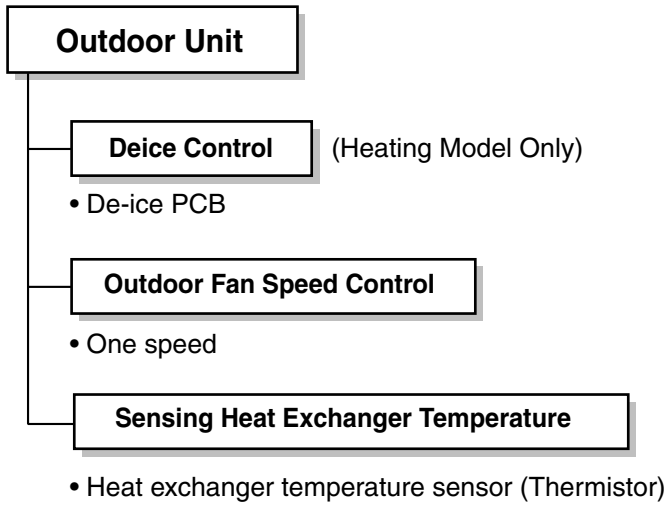 Outdoor Unit
Deice Control (Heating Model Only)
• De-ice PCB
Outdoor Fan Speed Control
• One speed
Sensing Heat Exchanger Temperature
• Heat exchanger temperature sensor (Thermistor)